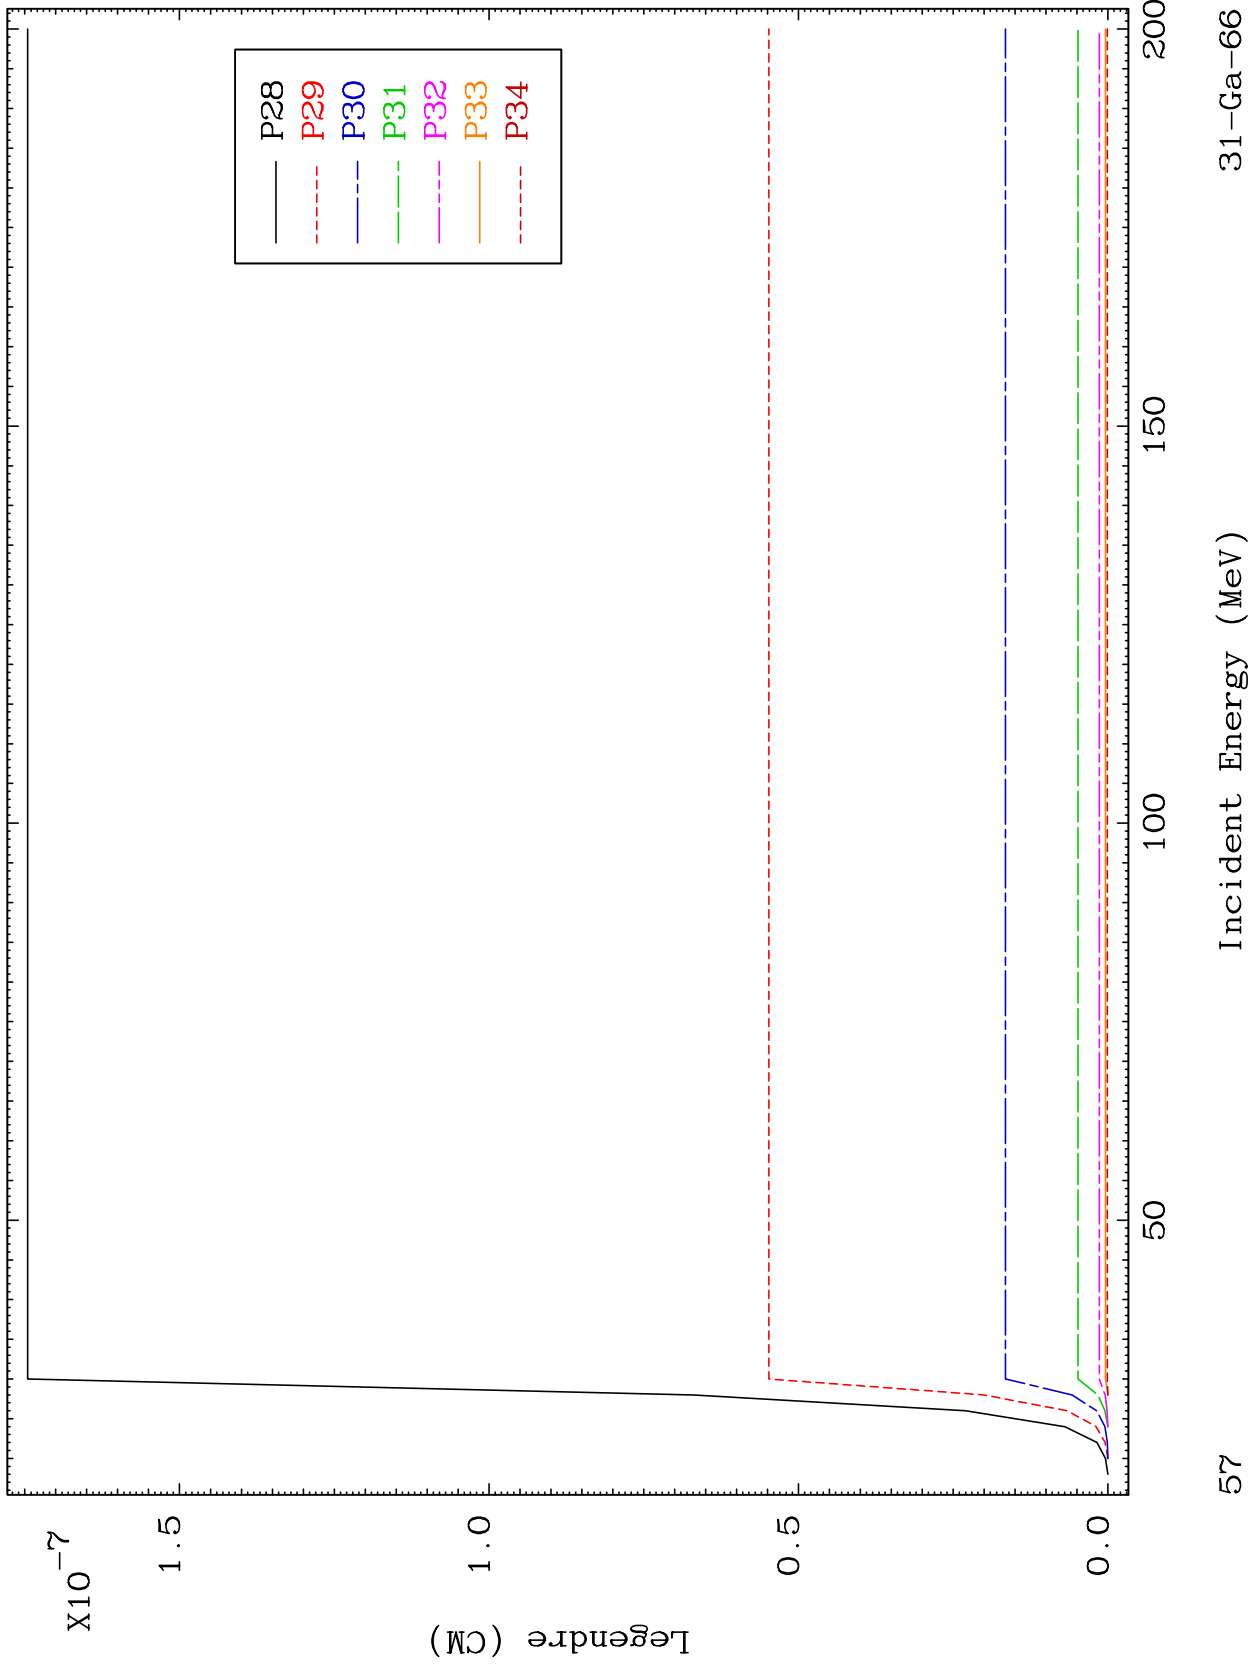 X10-7
1.5
1.0
0.5
0.0
Legendre (CM)
50
100
150
200
Incident Energy (MeV)
P28
P29
P30
P31
P32
P33
P34
57
31-Ga-66